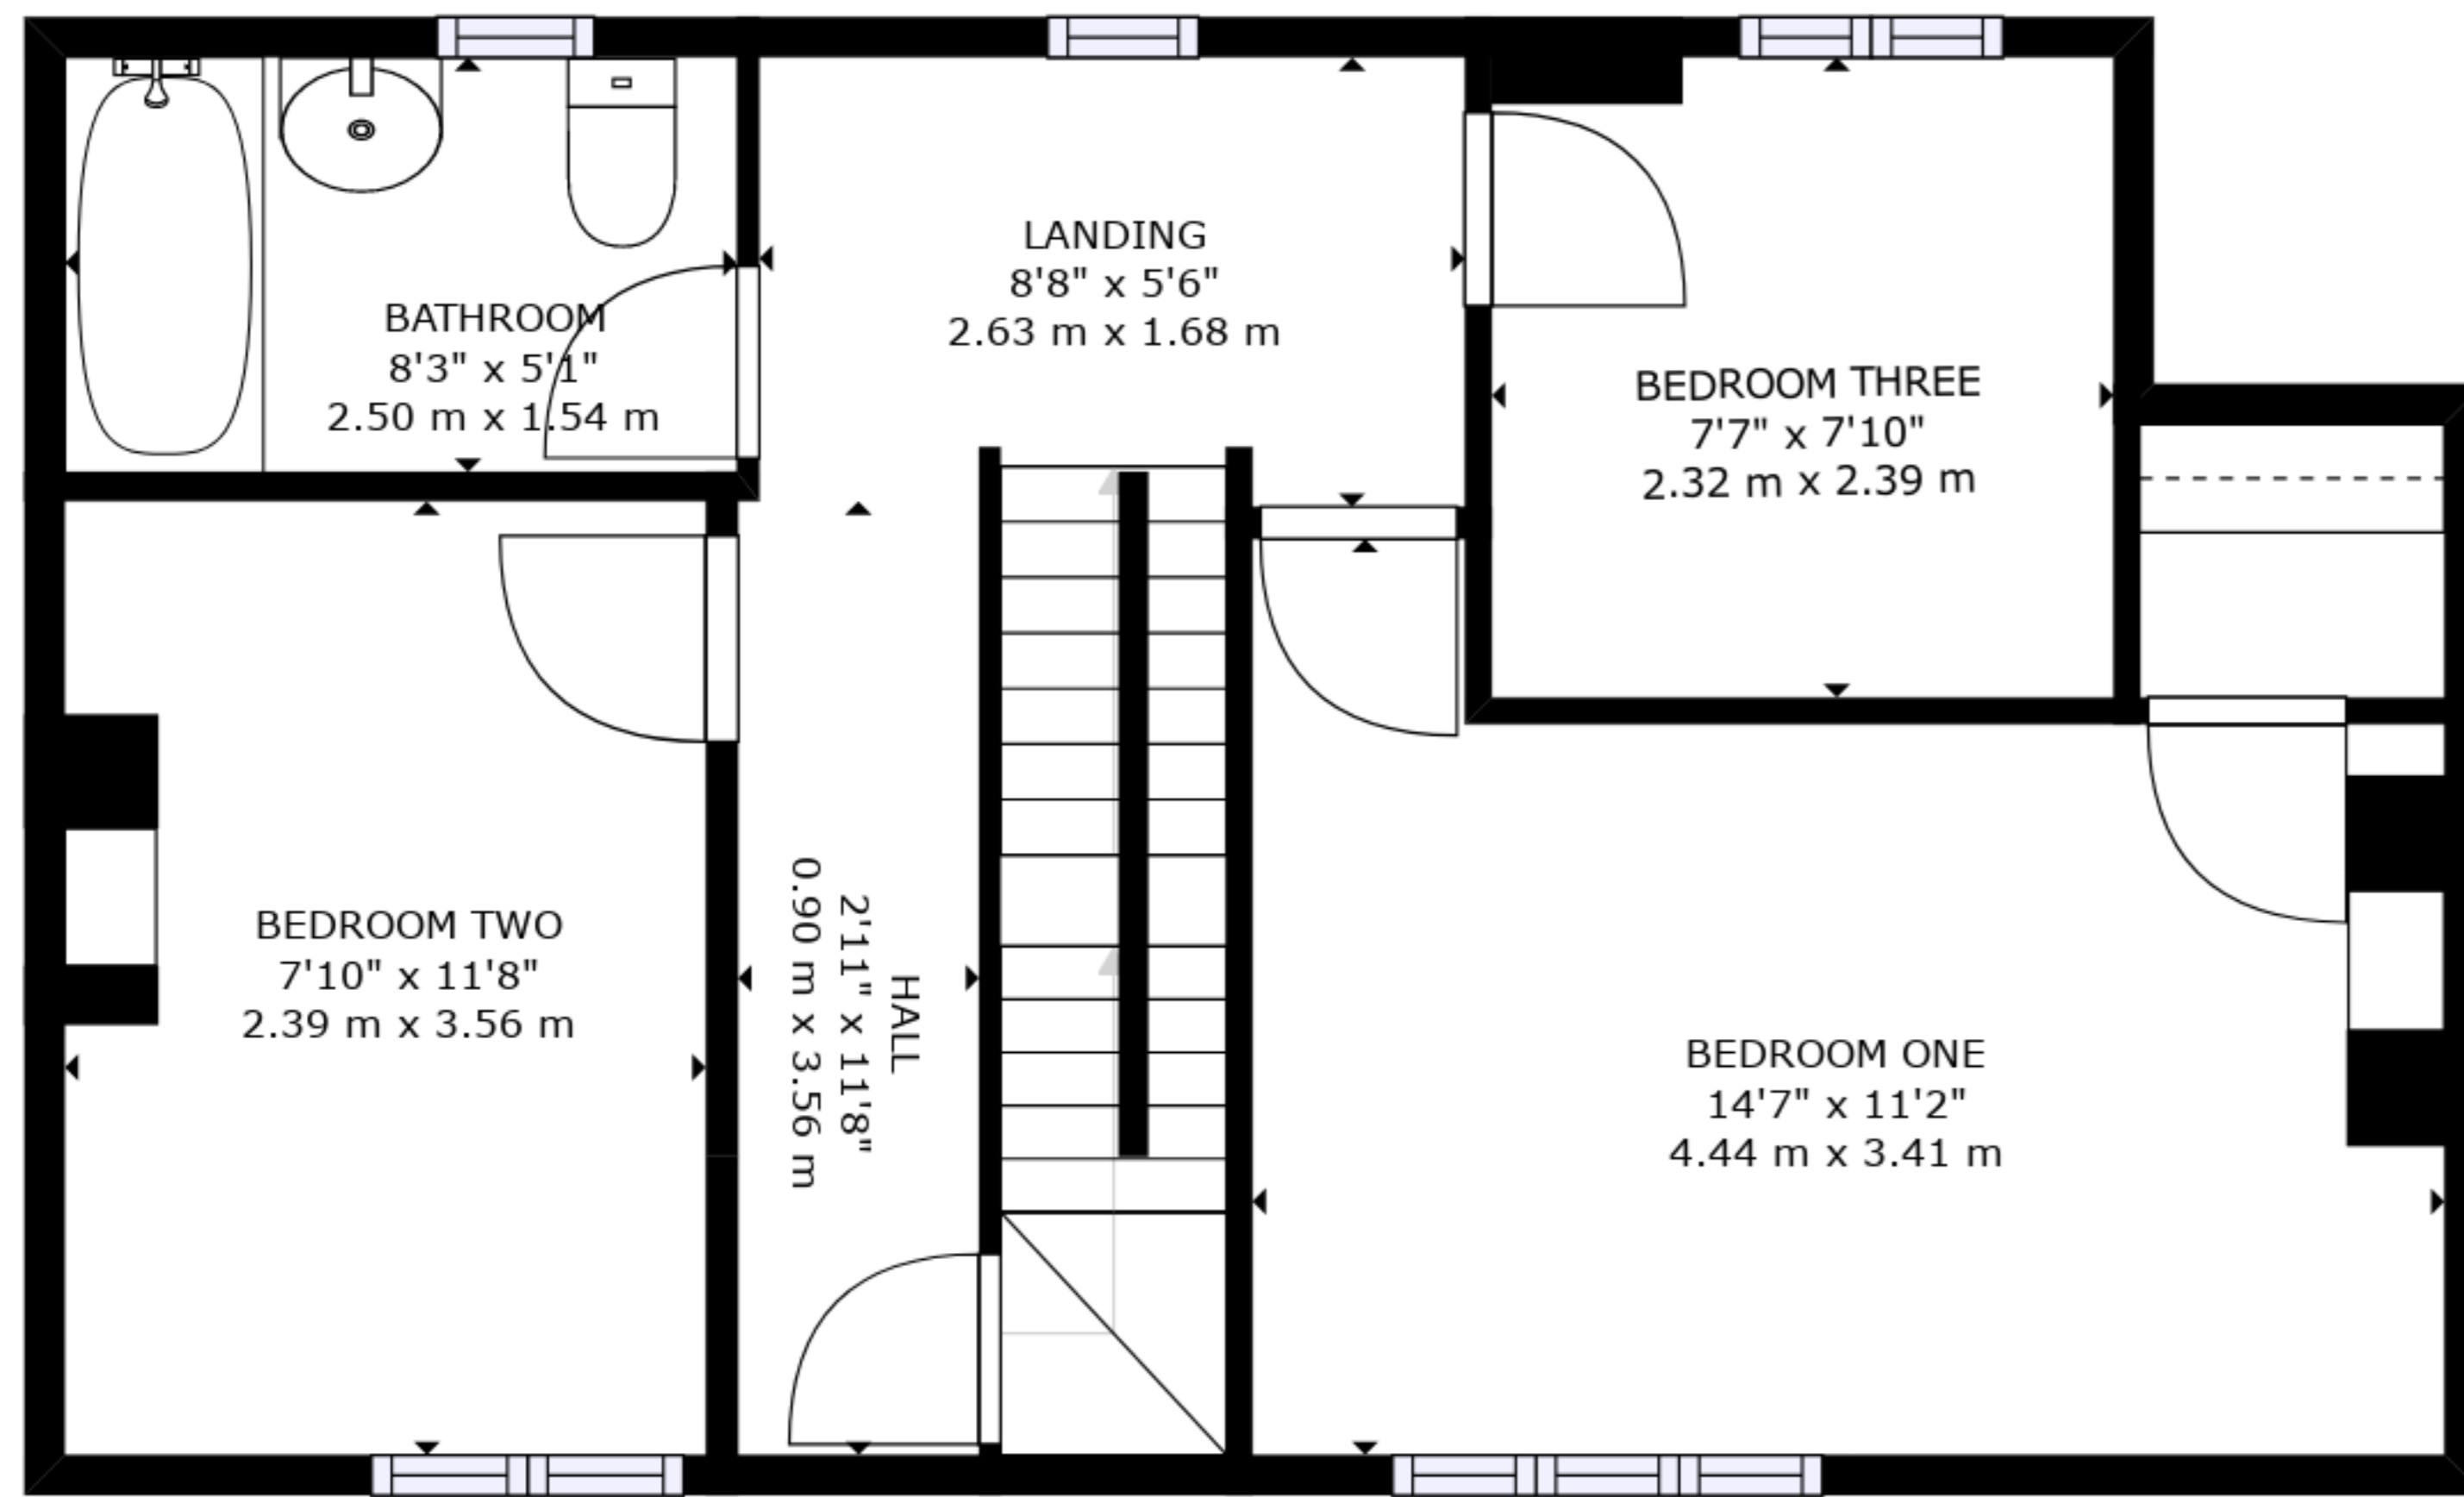 BATHROOM
8'3" x 5'1"
2.50 m x 1.54 m
LANDING
8'8" x 5'6"
2.63 m x 1.68 m
BEDROOM THREE
7'7" x 7'10"
2.32 m x 2.39 m
BEDROOM TWO
7'10" x 11'8"
2.39 m x 3.56 m
HALL
2'11" x 11'8"
0.90 m x 3.56 m
BEDROOM ONE
14'7" x 11'2"
4.44 m x 3.41 m